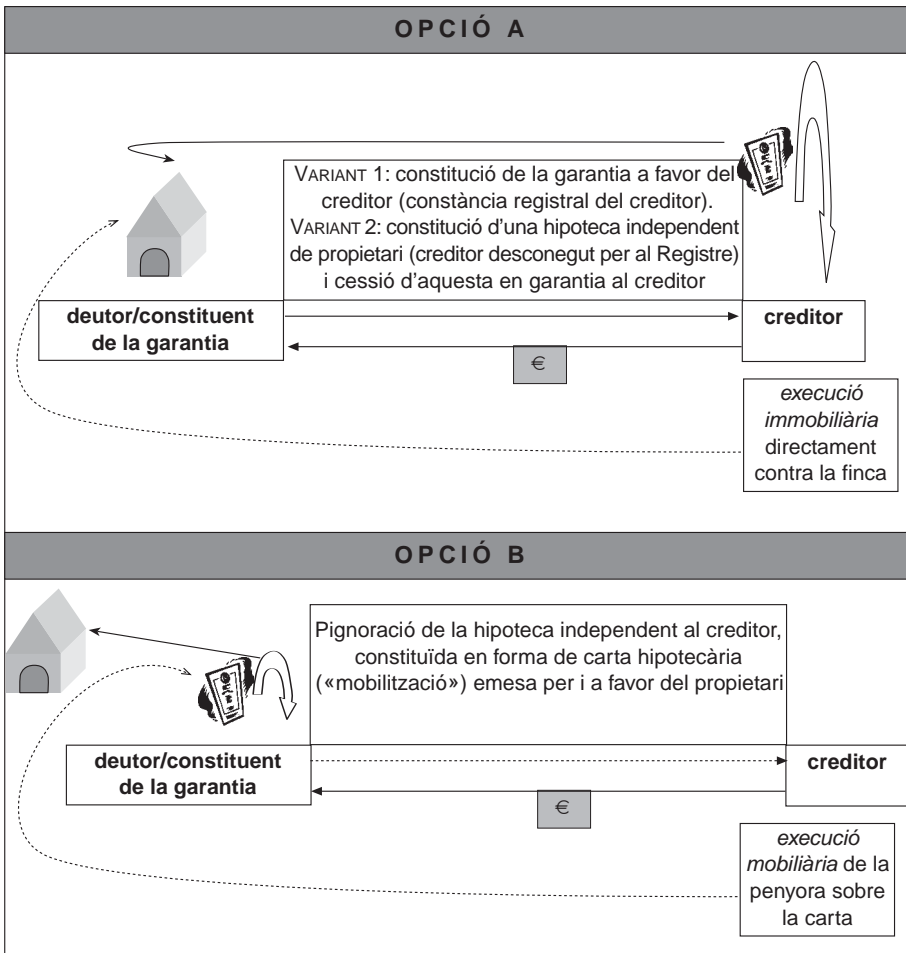 OPCIÓ A
VARIANT 1: constitució de la garantia a favor del
creditor (constància registral del creditor).
VARIANT 2: constitució d'una hipoteca independent
de propietari (creditor desconegut per al Registre)
i cessió d'aquesta en garantia al creditor
deutor/constituent
de la garantia
creditor
€
execució
immobiliària
directament
contra la finca
OPCIÓ B
Pignoració de la hipoteca independent al creditor,
constituïda en forma de carta hipotecària
(«mobilització») emesa per i a favor del propietari
deutor/constituent
de la garantia
creditor
€
execució
mobiliària de la
penyora sobre
la carta